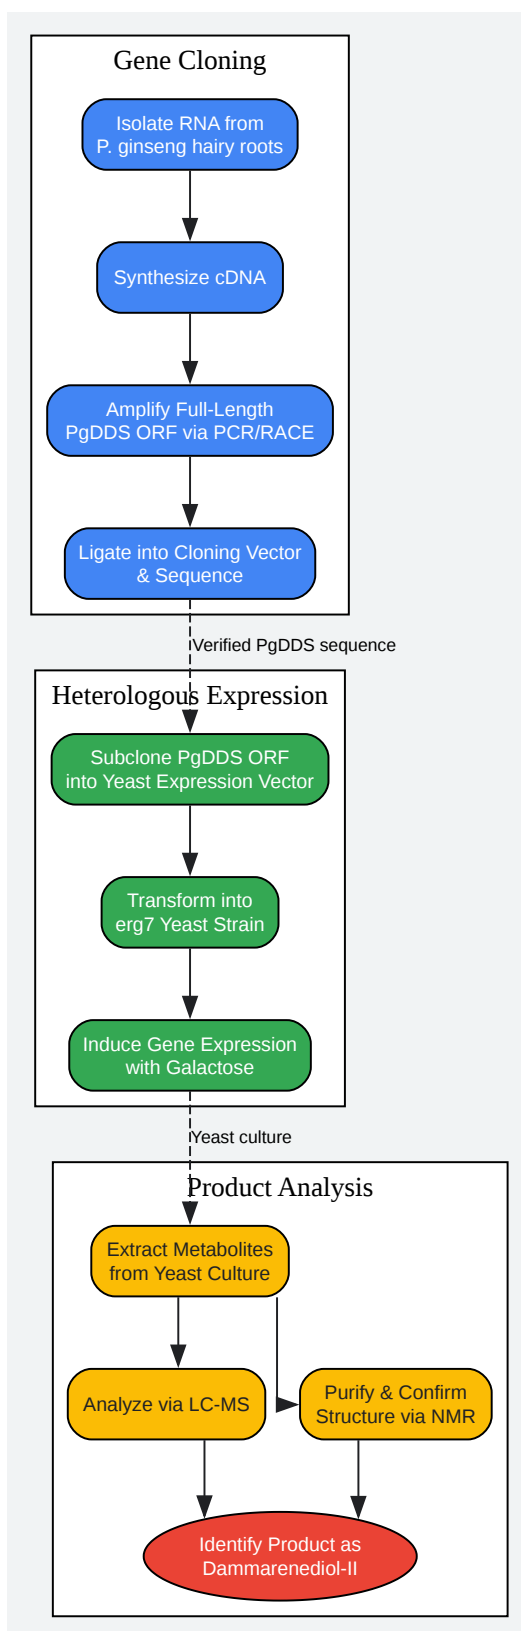 Gene Cloning
Isolate RNA from
P. ginseng hairy roots
Synthesize cDNA
Amplify Full-Length
PgDDS ORF via PCR/RACE
Ligate into Cloning Vector
& Sequence
Verified PgDDS sequence
Heterologous Expression
Subclone PgDDS ORF
into Yeast Expression Vector
Transform into
erg7 Yeast Strain
Induce Gene Expression
with Galactose
Yeast culture
Product Analysis
Extract Metabolites
from Yeast Culture
Analyze via LC-MS
Purify & Confirm
Structure via NMR
Identify Product as
Dammarenediol-II